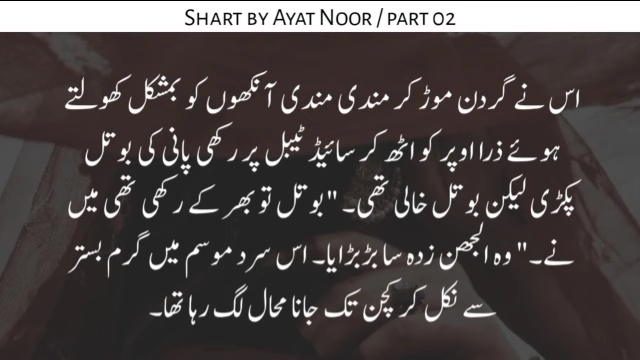 SHART BY AYAT NOOR / PART 02
اس نے گردن موڑ کر مندی مندی آنکھوں کو بمشکل کھولتے
ہوئے ذرا اوپر کو اٹھ کر سائیڈ ٹیبل پر رکھی پانی کی بوتل
پکڑی لیکن بوتل خالی تھی۔ "بوتل تو بھر کے رکھی تھی میں
نے۔" وہ الجھن زدہ سا بڑبڑایا۔ اس سرد موسم میں گرم بستر
سے نکل کر کچن تک جانا محال لگ رہا تھا۔